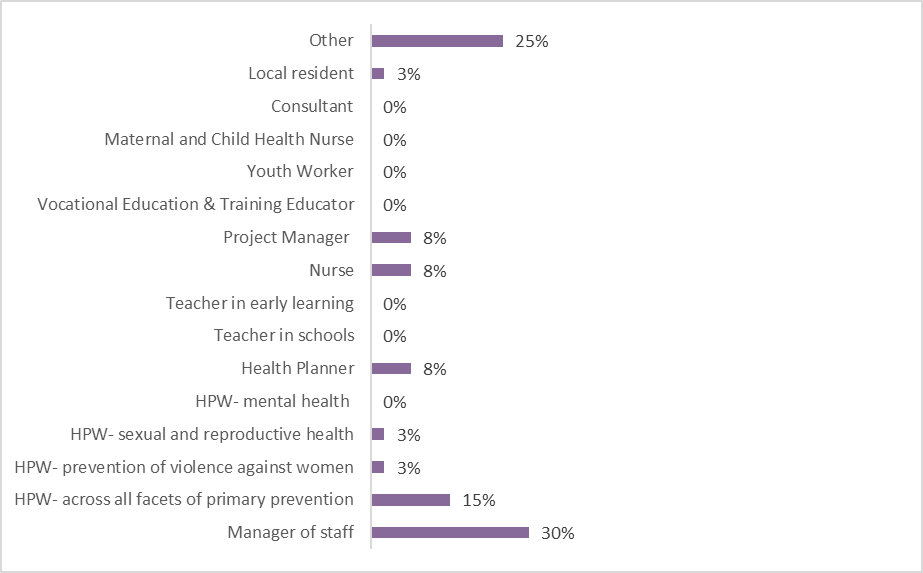 Other 25%
Local resident 3%
Consultant 0%
Maternal and Child Health Nurse 0%
Youth Worker 0%
Vocational Education & Training Educator 0%
Project Manager 8%
Nurse 8%
Teacher in early learning 0%
Teacher in schools 0%
Health Planner 8%
HPW- mental health 0%
HPW- sexual and reproductive health 3%
HPW- prevention of violence against women 3%
HPW- across all facets of primary prevention 15%
Manager of staff 30%